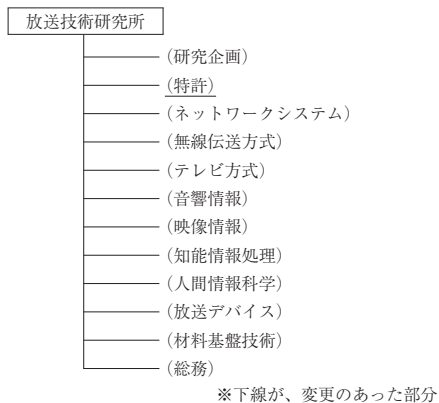 放送技術研究所
(研究企画)
(特許)
(ネットワークシステム)
(無線伝送方式)
(テレビ方式)
(音響情報)
(映像情報)
(知能情報処理)
(人間情報科学)
(放送デバイス)
(材料基盤技術)
(総務)
※下線が、変更のあった部分